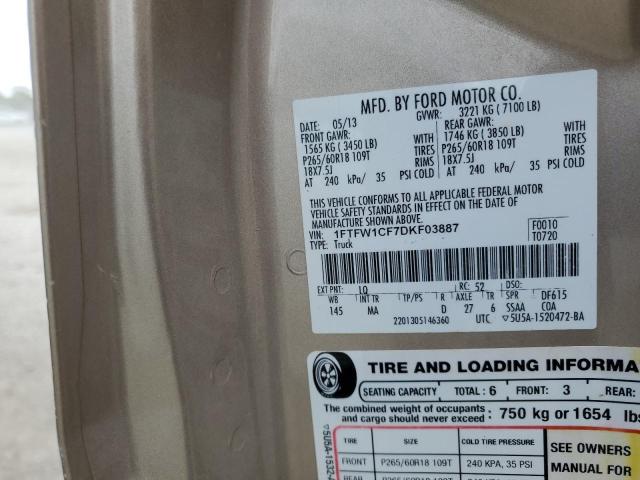 MFD. BY FORD MOTOR CO.
DATE: 05/13 GVWR: 3221 KG ( 7100 LB)
FRONT GAWR: REAR GAWR:
1565 KG ( 3450 LB) WITH 1746 KG ( 3850 LB) WITH
P265/60R18 109T TIRES P265/60R18 109T TIRES
18X7.5J RIMS 18X7.5J RIMS
AT 240 kPa/ 35 PSI COLD AT 240 kPa/ 35 PSI COLD
THIS VEHICLE CONFORMS TO ALL APPLICABLE FEDERAL MOTOR
VEHICLE SAFETY STANDARDS IN EFFECT ON THE DATE OF
MANUFACTURE SHOWN ABOVE.
VIN: 1FTFW1CF7DKF03887 F0010
TYPE: Truck T0720
EXT PNT: LQ RC: 52 DSO:
WB INT TR TP/PS R AXLE TR SPR DF615
145 MA D 27 6 SSAA COA
2201305146360 UTC ▽5U5A-1520472-BA
TIRE AND LOADING INFORMA
SEATING CAPACITY TOTAL: 6 FRONT: 3 REAR:
The combined weight of occupants
and cargo should never exceed: 750 kg or 1654 lbs
▽5U5A-1532
TIRE SIZE COLD TIRE PRESSURE SEE OWNERS
FRONT P265/60R18 109T 240 KPA, 35 PSI MANUAL FOR
REAR P265/60R18 109T